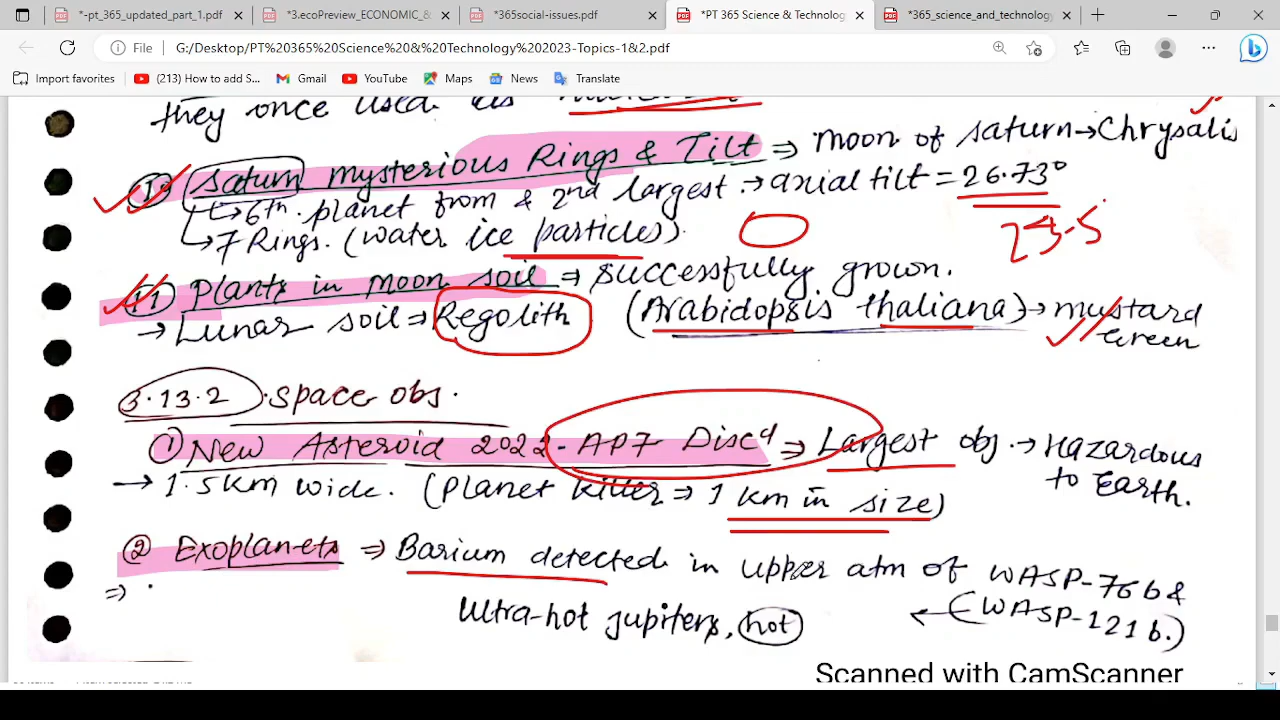 *-pt_365_updated_part_1.pdf
*3.ecoPreview_ECONOMIC_&
*365social-issues.pdf
*PT 365 Science & Technolog
*365_science_and_technolog
File
G:/Desktop/PT%20365%20Science%20&%20Technology%202023-Topics-1&2.pdf
Import favorites
(213) How to add S...
Gmail
YouTube
Maps
News
Translate
they once used as
Saturn mysterious Rings & Tilt ⇒ Moon of Saturn→Chrysalis
↳6th planet from & 2nd largest →axial tilt = 26.73°
↳7 Rings. (water ice particles).
23.5
11 Plants in moon soil ⇒ successfully grown.
→ Lunar soil ⇒ Regolith (Arabidopsis thaliana)→mustard
Green
3.13.2 Space obs.
① New Asteroid 2022-AP7 Discd ⇒ Largest obj. → Hazardous
to Earth.
→ 1.5km wide. (Planet killer ⇒ 1 km in size)
② Exoplanets ⇒ Barium detected in upper atm of WASP-76b &
(WASP-121b.)
⇒
Ultra-hot jupiters, hot
Scanned with CamScanner